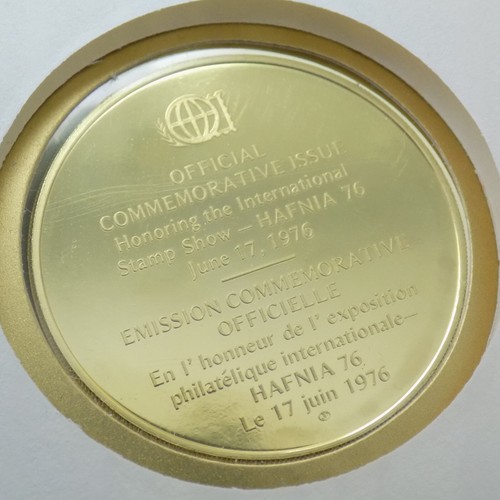 OFFICIAL
COMMEMORATIVE ISSUE
Honoring the International
Stamp Show — HAFNIA 76
June 17, 1976
EMISSION COMMEMORATIVE
OFFICIELLE
En l' honneur de l' exposition
philatélique internationale—
HAFNIA 76
Le 17 juin 1976